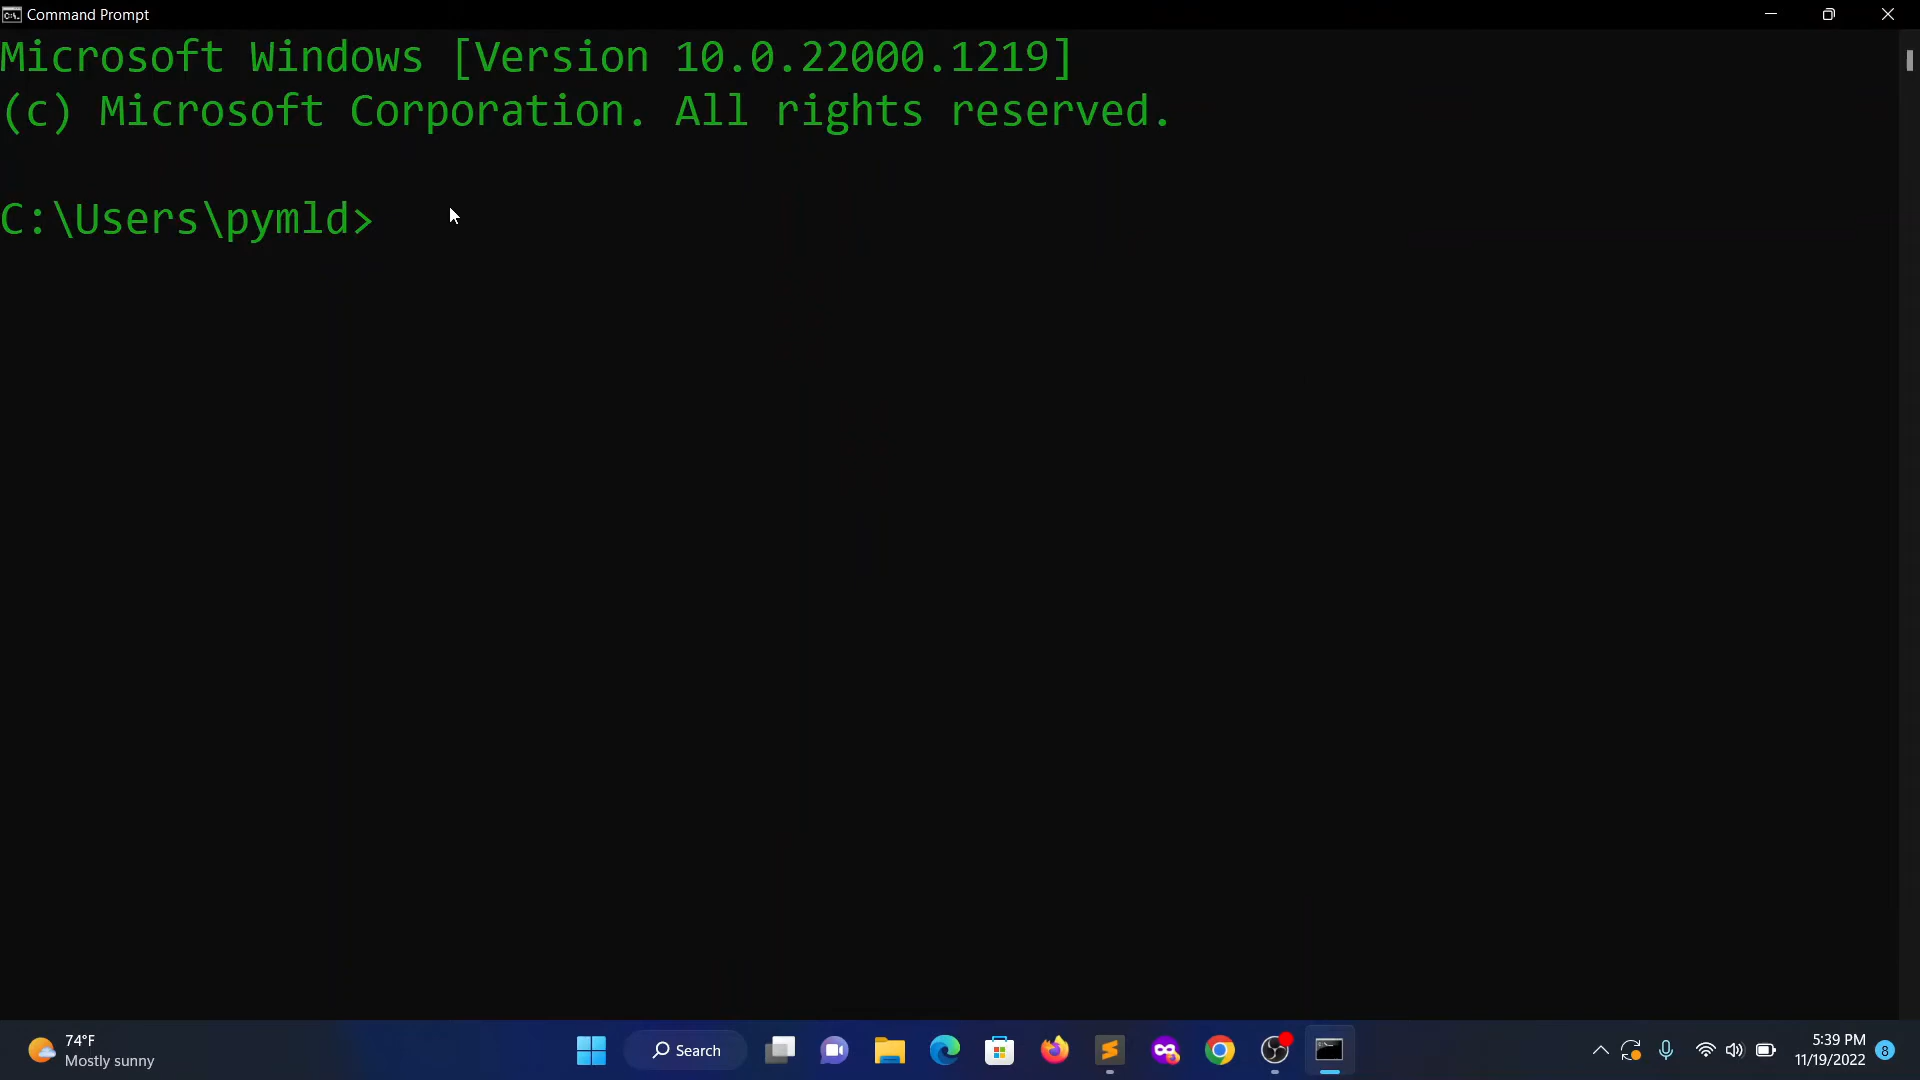 Command Prompt
Microsoft Windows [Version 10.0.22000.1219]
(c) Microsoft Corporation. All rights reserved.
C:\Users\pymld>
74°F
Mostly sunny
Search
5:39 PM
11/19/2022
8